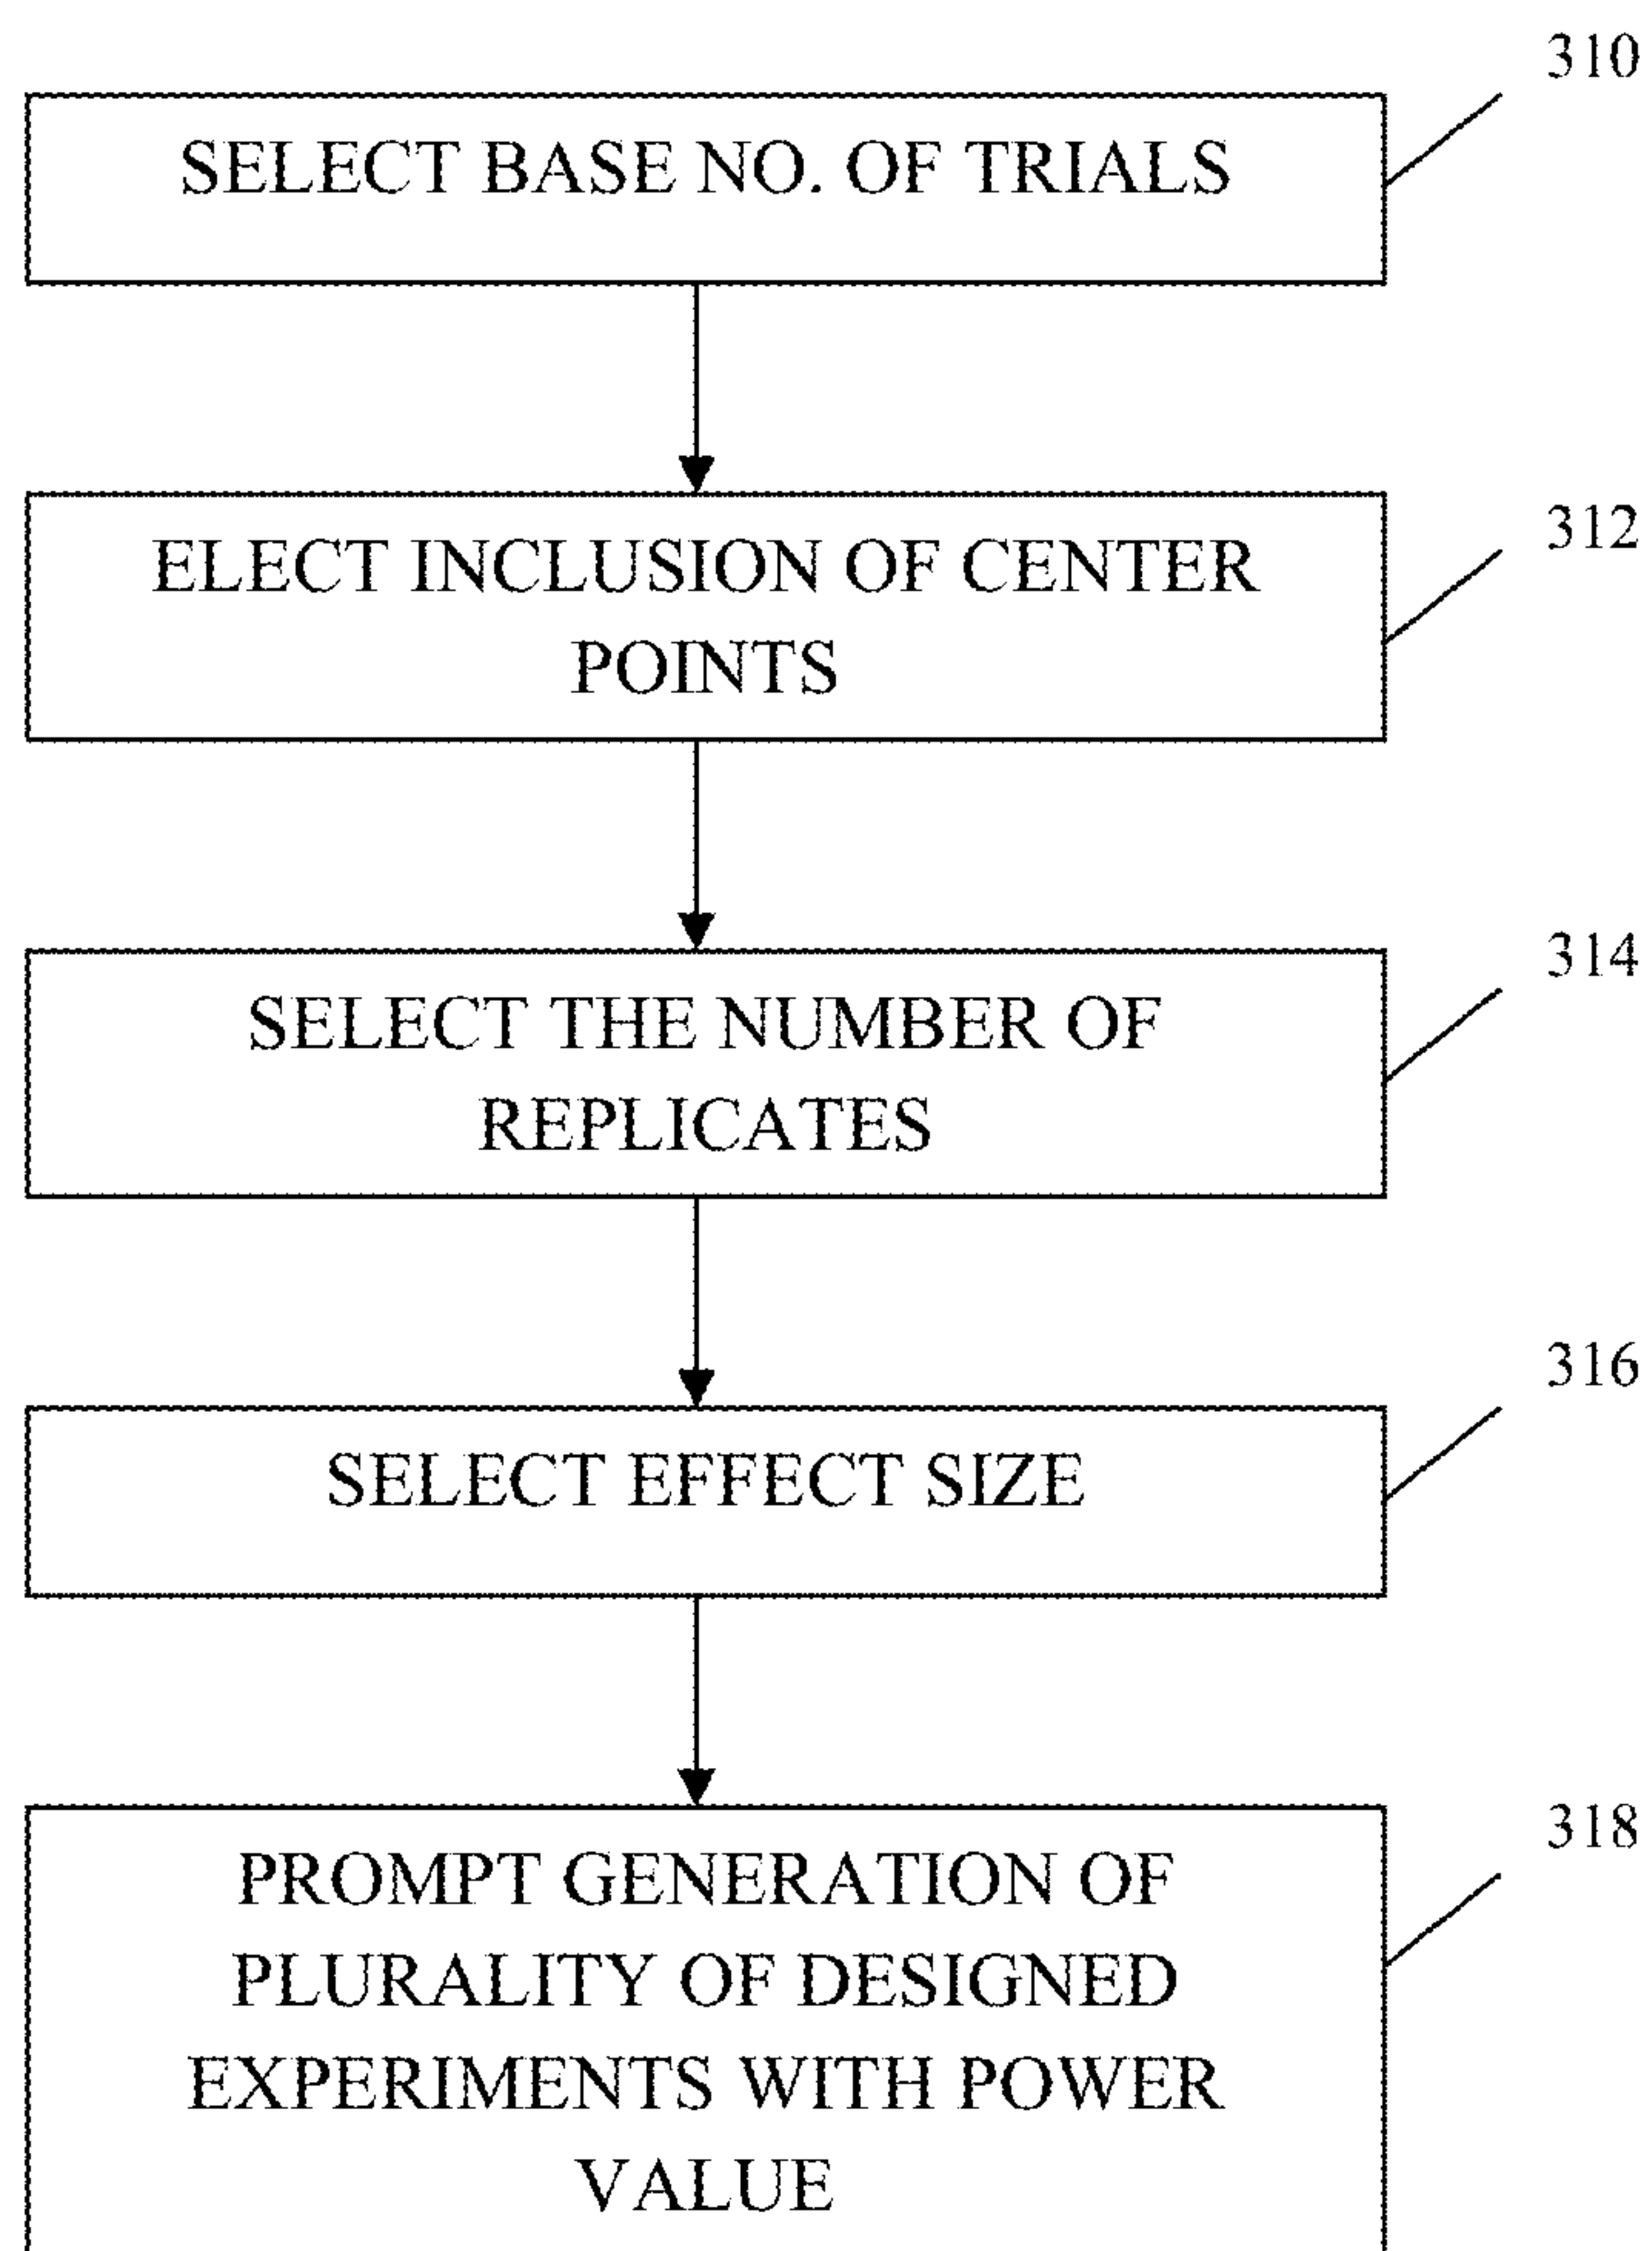 310
SELECT BASE NO. OF TRIALS
312
ELECT INCLUSION OF CENTER
POINTS
314
SELECT THE NUMBER OF
REPLICATES
316
SELECT EFFECT SIZE
318
PROMPT GENERATION OF
PLURALITY OF DESIGNED
EXPERIMENTS WITH POWER
VALUE